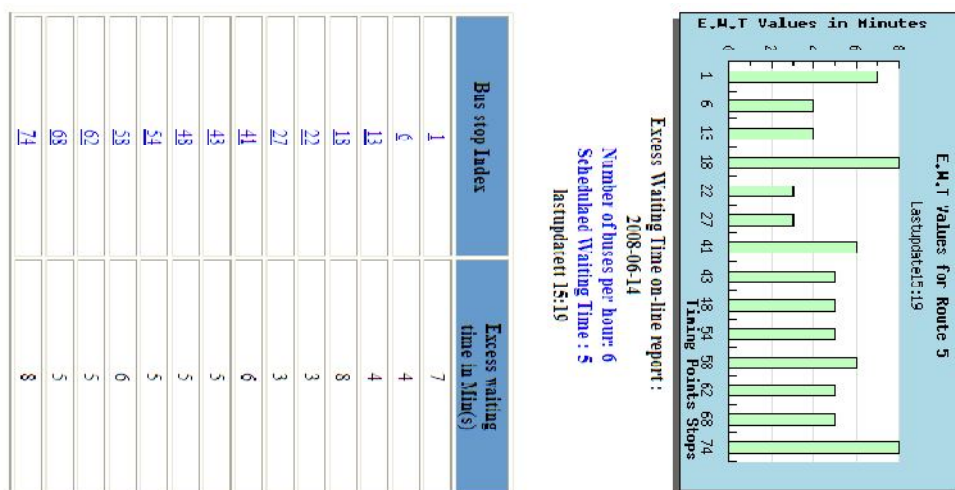 E.W.T Values for Route 5
Lastupdate15:19
E.W.T Values in Minutes
8
6
4
2
0
1 6 13 18 22 27 41 43 48 54 58 62 68 74
Timing Points Stops
Excess Waiting Time on-line report :
2008-06-14
Number of buses per hour: 6
Schedulaed Waiting Time : 5
lastupdatett 15:19
Bus stop Index Excess waiting time in Min(s)
1 7
6 4
13 4
18 8
22 3
27 3
41 6
43 5
48 5
54 5
58 6
62 5
68 5
74 8